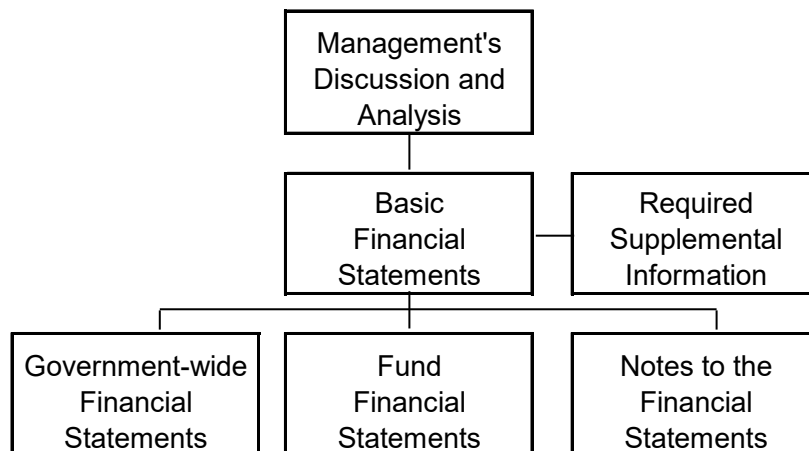 Management's
Discussion and
Analysis
Basic
Financial
Statements
Required
Supplemental
Information
Government-wide
Financial
Statements
Fund
Financial
Statements
Notes to the
Financial
Statements